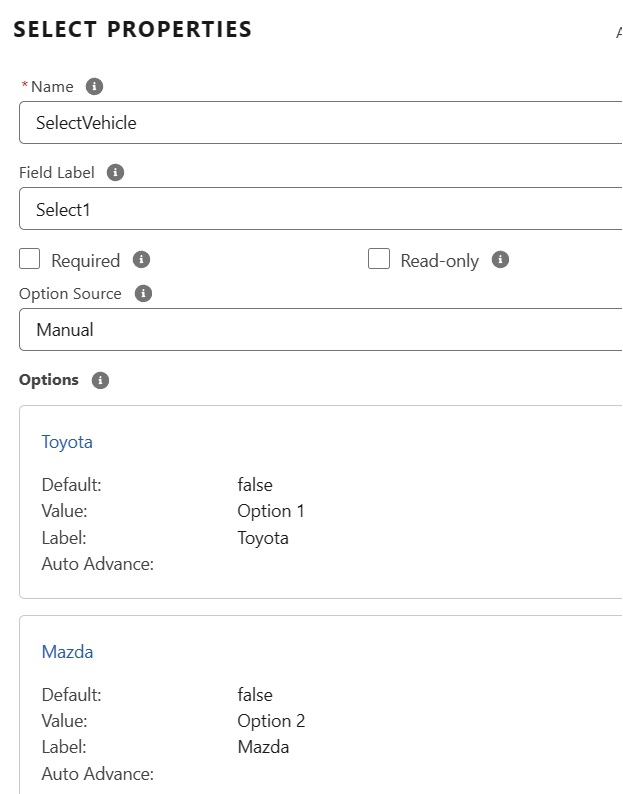 SELECT PROPERTIES
* Name
SelectVehicle
Field Label
Select1
Required Read-only
Option Source
Manual
Options
Toyota
Default: false
Value: Option 1
Label: Toyota
Auto Advance:
Mazda
Default: false
Value: Option 2
Label: Mazda
Auto Advance: